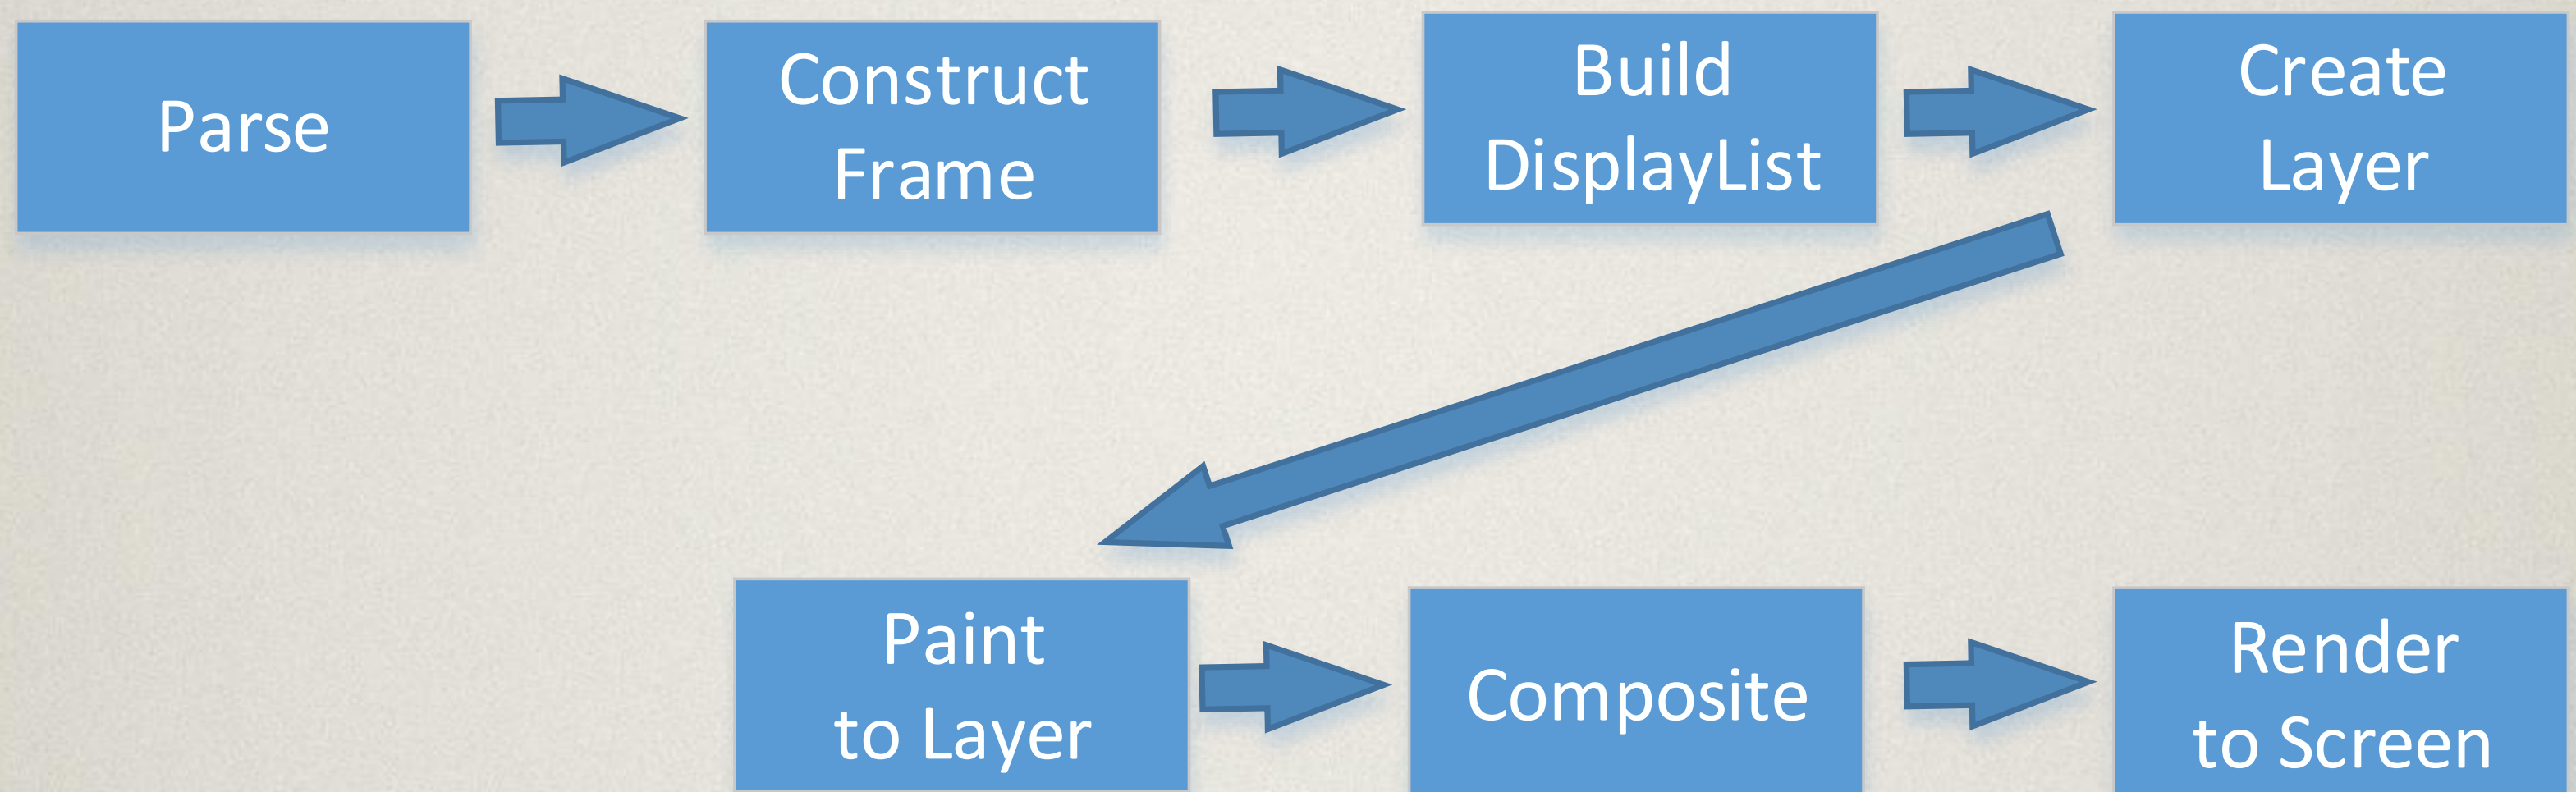 Parse
Construct
Frame
Build
DisplayList
Create
Layer
Paint
to Layer
Composite
Render
to Screen